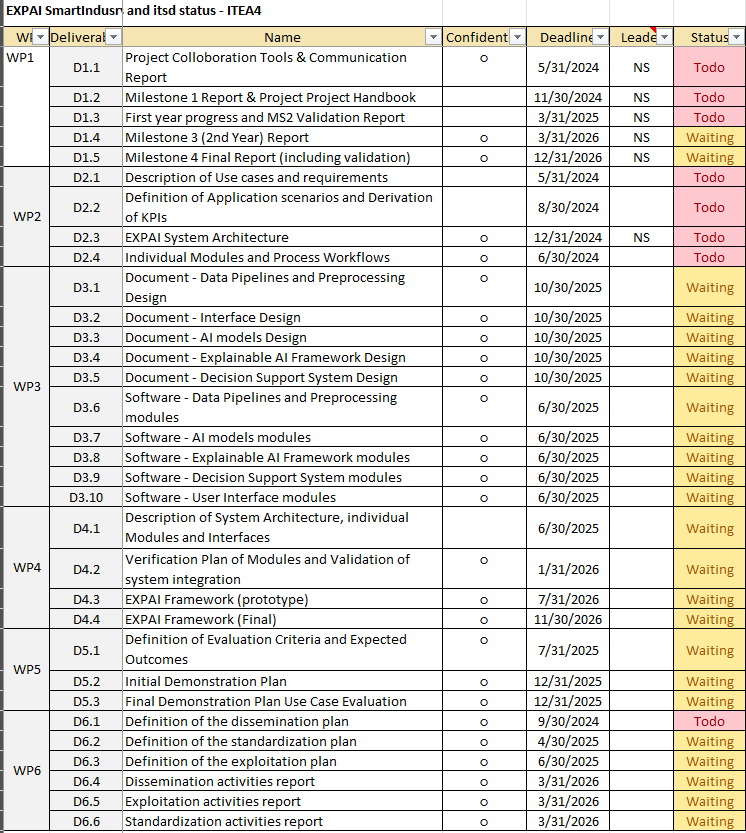 EXPAI SmartIndusry and itsd status - ITEA4
WP Deliverab Name Confident Deadline Leade Status
WP1
D1.1 Project Colloboration Tools & Communication Report o 5/31/2024 NS Todo
D1.2 Milestone 1 Report & Project Project Handbook 11/30/2024 NS Todo
D1.3 First year progress and MS2 Validation Report 3/31/2025 NS Todo
D1.4 Milestone 3 (2nd Year) Report o 3/31/2026 NS Waiting
D1.5 Milestone 4 Final Report (including validation) o 12/31/2026 NS Waiting
WP2
D2.1 Description of Use cases and requirements 5/31/2024 Todo
D2.2 Definition of Application scenarios and Derivation of KPIs 8/30/2024 Todo
D2.3 EXPAI System Architecture o 12/31/2024 NS Todo
D2.4 Individual Modules and Process Workflows o 6/30/2024 Todo
WP3
D3.1 Document - Data Pipelines and Preprocessing Design o 10/30/2025 Waiting
D3.2 Document - Interface Design o 10/30/2025 Waiting
D3.3 Document - AI models Design o 10/30/2025 Waiting
D3.4 Document - Explainable AI Framework Design o 10/30/2025 Waiting
D3.5 Document - Decision Support System Design o 10/30/2025 Waiting
D3.6 Software - Data Pipelines and Preprocessing modules o 6/30/2025 Waiting
D3.7 Software - AI models modules o 6/30/2025 Waiting
D3.8 Software - Explainable AI Framework modules o 6/30/2025 Waiting
D3.9 Software - Decision Support System modules o 6/30/2025 Waiting
D3.10 Software - User Interface modules o 6/30/2025 Waiting
WP4
D4.1 Description of System Architecture, individual Modules and Interfaces 6/30/2025 Waiting
D4.2 Verification Plan of Modules and Validation of system integration o 1/31/2026 Waiting
D4.3 EXPAI Framework (prototype) o 7/31/2026 Waiting
D4.4 EXPAI Framework (Final) o 11/30/2026 Waiting
WP5
D5.1 Definition of Evaluation Criteria and Expected Outcomes o 7/31/2025 Waiting
D5.2 Initial Demonstration Plan o 12/31/2025 Waiting
D5.3 Final Demonstration Plan Use Case Evaluation o 12/31/2025 Waiting
WP6
D6.1 Definition of the dissemination plan o 9/30/2024 Todo
D6.2 Definition of the standardization plan o 4/30/2025 Waiting
D6.3 Definition of the exploitation plan o 6/30/2025 Waiting
D6.4 Dissemination activities report o 3/31/2026 Waiting
D6.5 Exploitation activities report o 3/31/2026 Waiting
D6.6 Standardization activities report o 3/31/2026 Waiting